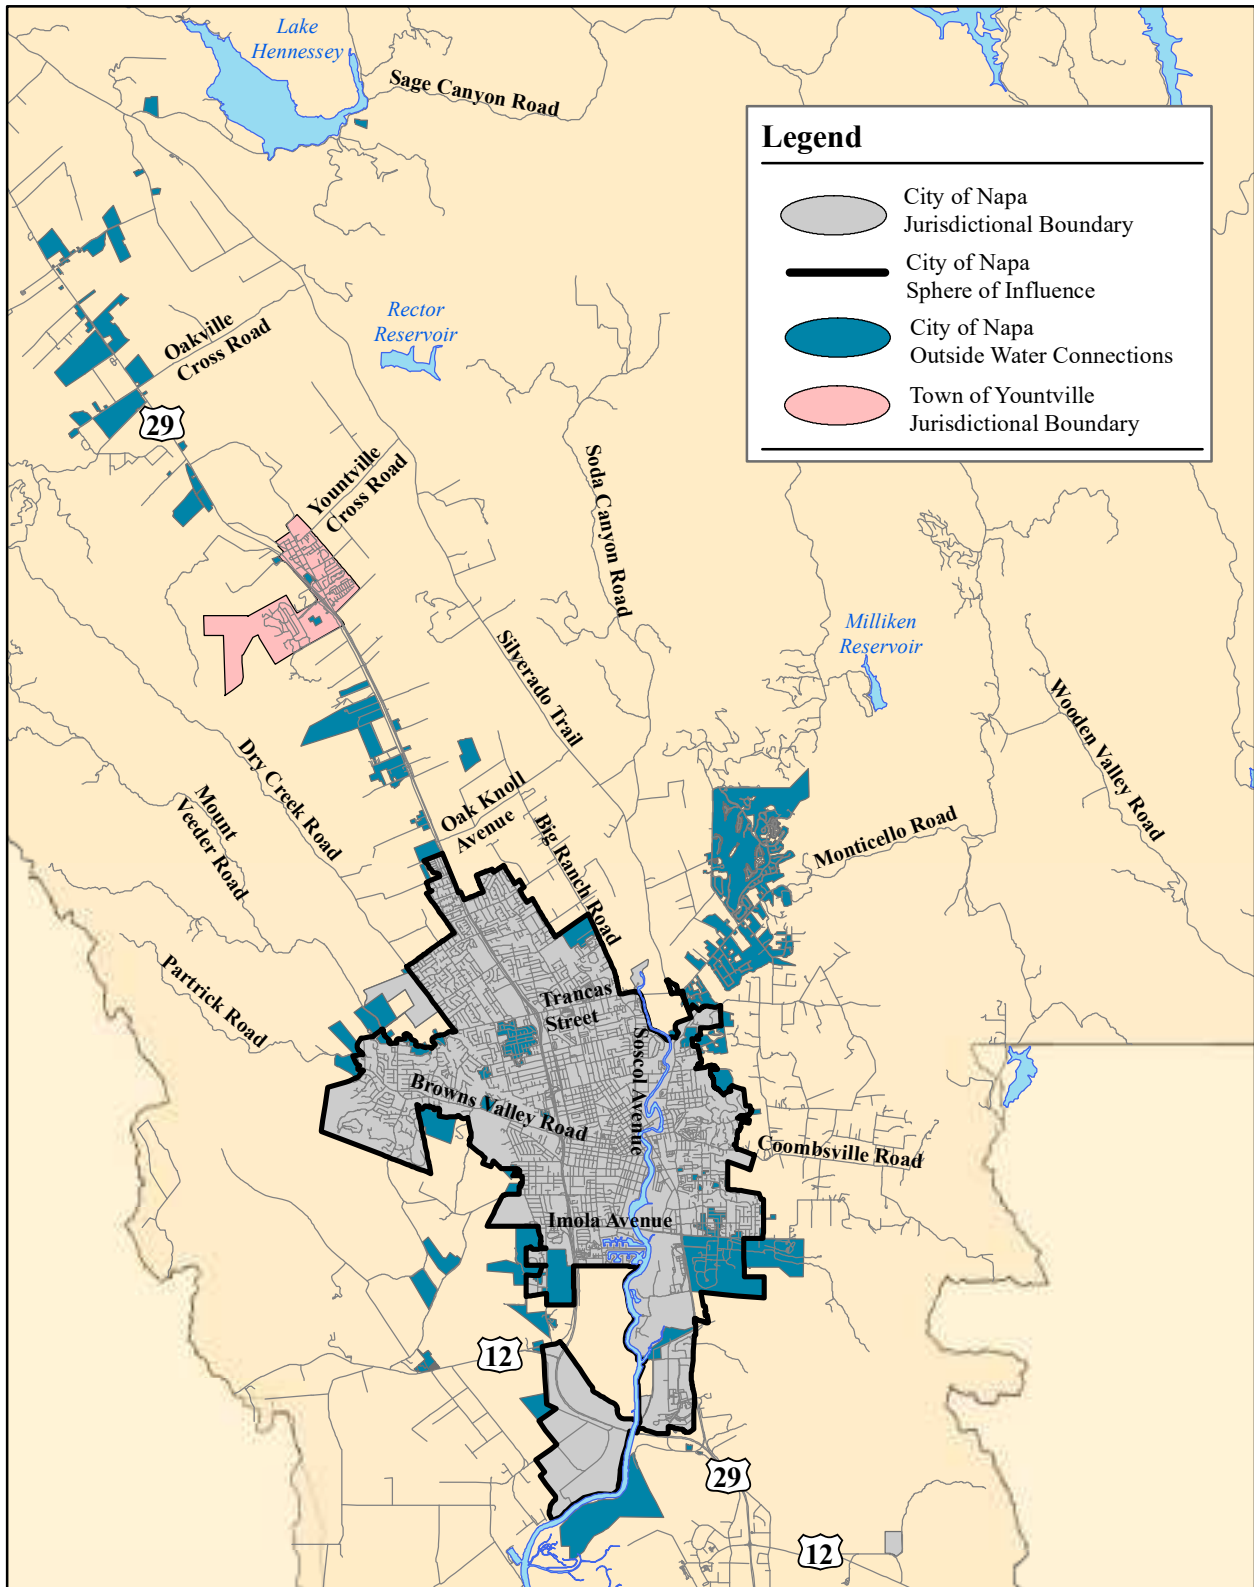 Lake
Hennessey
Sage Canyon Road
Legend
City of Napa
Jurisdictional Boundary
City of Napa
Sphere of Influence
City of Napa
Outside Water Connections
Town of Yountville
Jurisdictional Boundary
Rector
Reservoir
Oakville
Cross Road
29
Yountville
Cross Road
Soda Canyon Road
Milliken
Reservoir
Silverado Trail
Wooden Valley Road
Dry Creek Road
Mount
Veeder Road
Oak Knoll
Avenue
Big Ranch Road
Monticello Road
Partrick Road
Trancas
Street
Soscol Avenue
Browns Valley Road
Coombsville Road
Imola Avenue
12
29
12